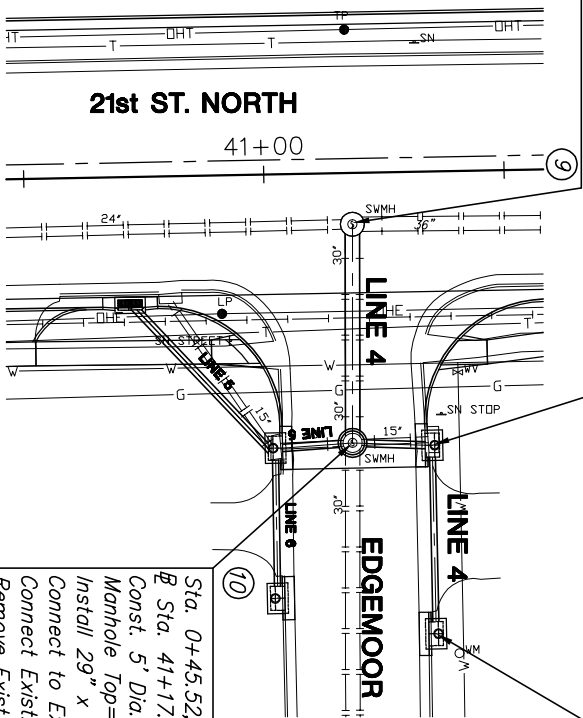 TP
HT OHT OHT
T T SN
21st ST. NORTH
41+00
9
SWMH
24" 36"
30"
LINE 4
LP
OHE OHE
T T
SN STREET
W W W WV
G G G
LINE 5
15"
30"
SN STOP
LINE 6
15"
SWMH
LINE 6
30"
LINE 4
EDGEMOOR
WM
O/W
10
Sta. 0+45.52,
B Sta. 41+17.
Const. 5' Dia.
Manhole Top=
Install 29" x
Connect to Ex
Connect Exist
Remove Exist